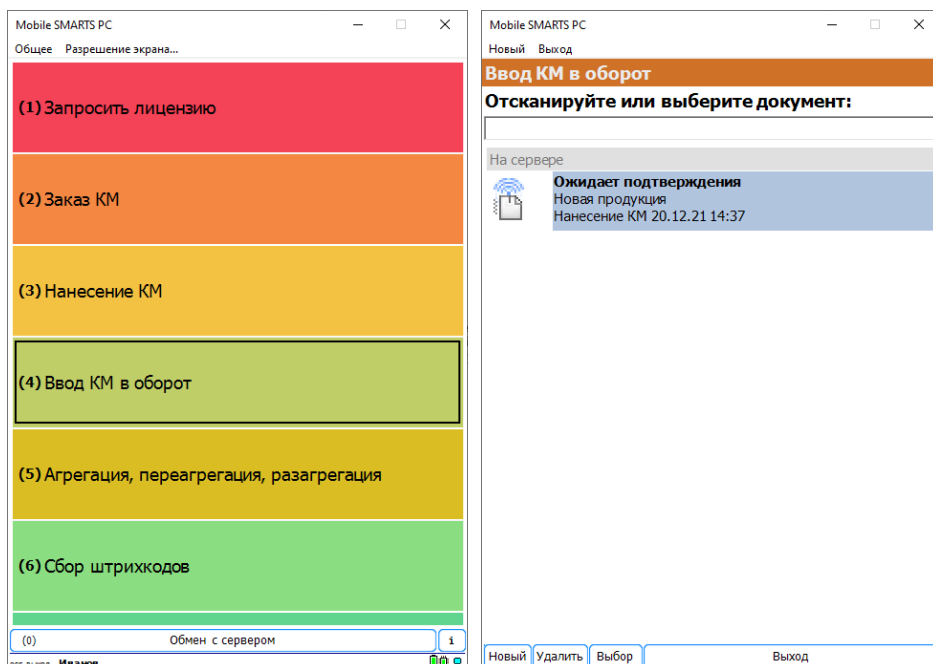 Mobile SMARTS PC
Общее Разрешение экрана...
(1) Запросить лицензию
(2) Заказ КМ
(3) Нанесение КМ
(4) Ввод КМ в оборот
(5) Агрегация, переагрегация, разагрегация
(6) Сбор штрихкодов
(0) Обмен с сервером i
Иванов
Mobile SMARTS PC
Новый Выход
Ввод КМ в оборот
Отсканируйте или выберите документ:
На сервере
Ожидает подтверждения
Новая продукция
Нанесение КМ 20.12.21 14:37
Новый Удалить Выбор Выход